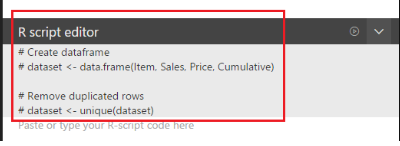 R script editor
# Create dataframe
# dataset <- data.frame(Item, Sales, Price, Cumulative)
# Remove duplicated rows
# dataset <- unique(dataset)
Paste or type your R-script code here